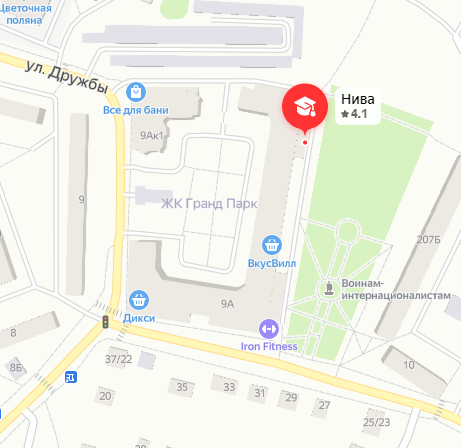 Цветочная
поляна
ул. Дружбы
Все для бани
Нива
4.1
9Ак1
9
ЖК Гранд Парк
207Б
ВкусВилл
Воинам-
интернационалистам
9А
Дикси
8
Iron Fitness
37/22
8Б
10
35
33
31
29
27
20
25/23